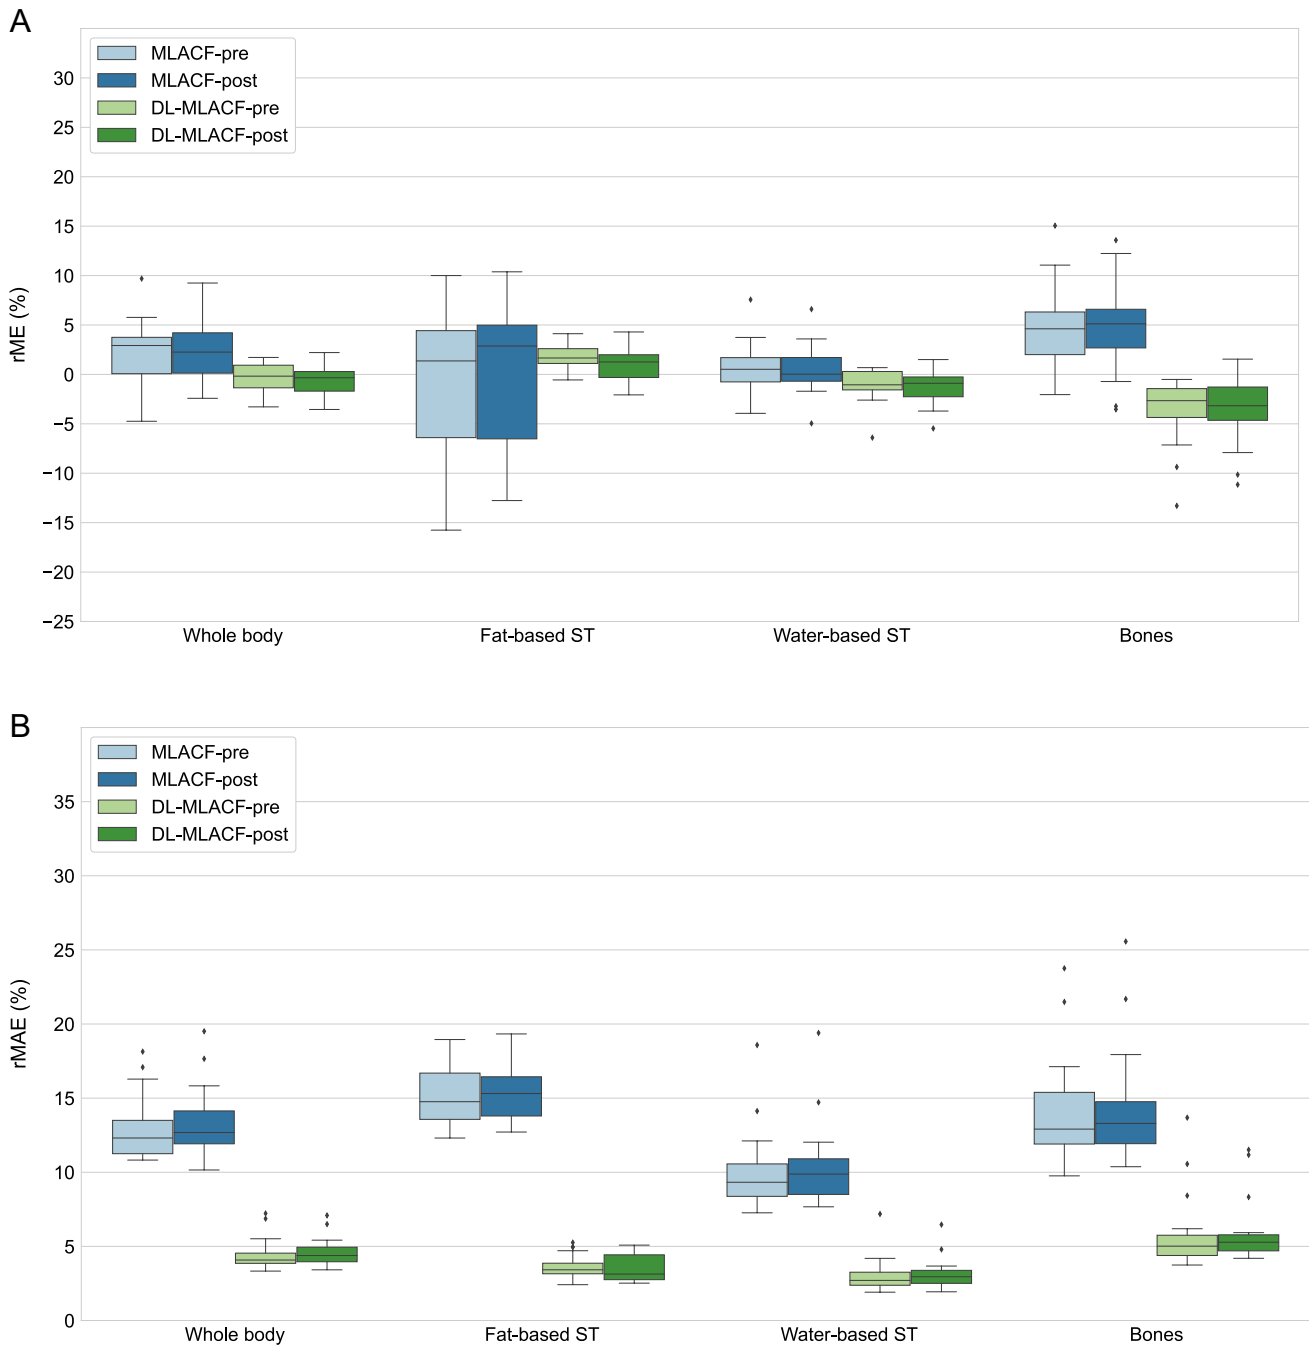 A
MLACF-pre
MLACF-post
DL-MLACF-pre
DL-MLACF-post
rME (%)
30
25
20
15
10
5
0
−5
−10
−15
−20
−25
Whole body
Fat-based ST
Water-based ST
Bones
B
MLACF-pre
MLACF-post
DL-MLACF-pre
DL-MLACF-post
rMAE (%)
35
30
25
20
15
10
5
0
Whole body
Fat-based ST
Water-based ST
Bones